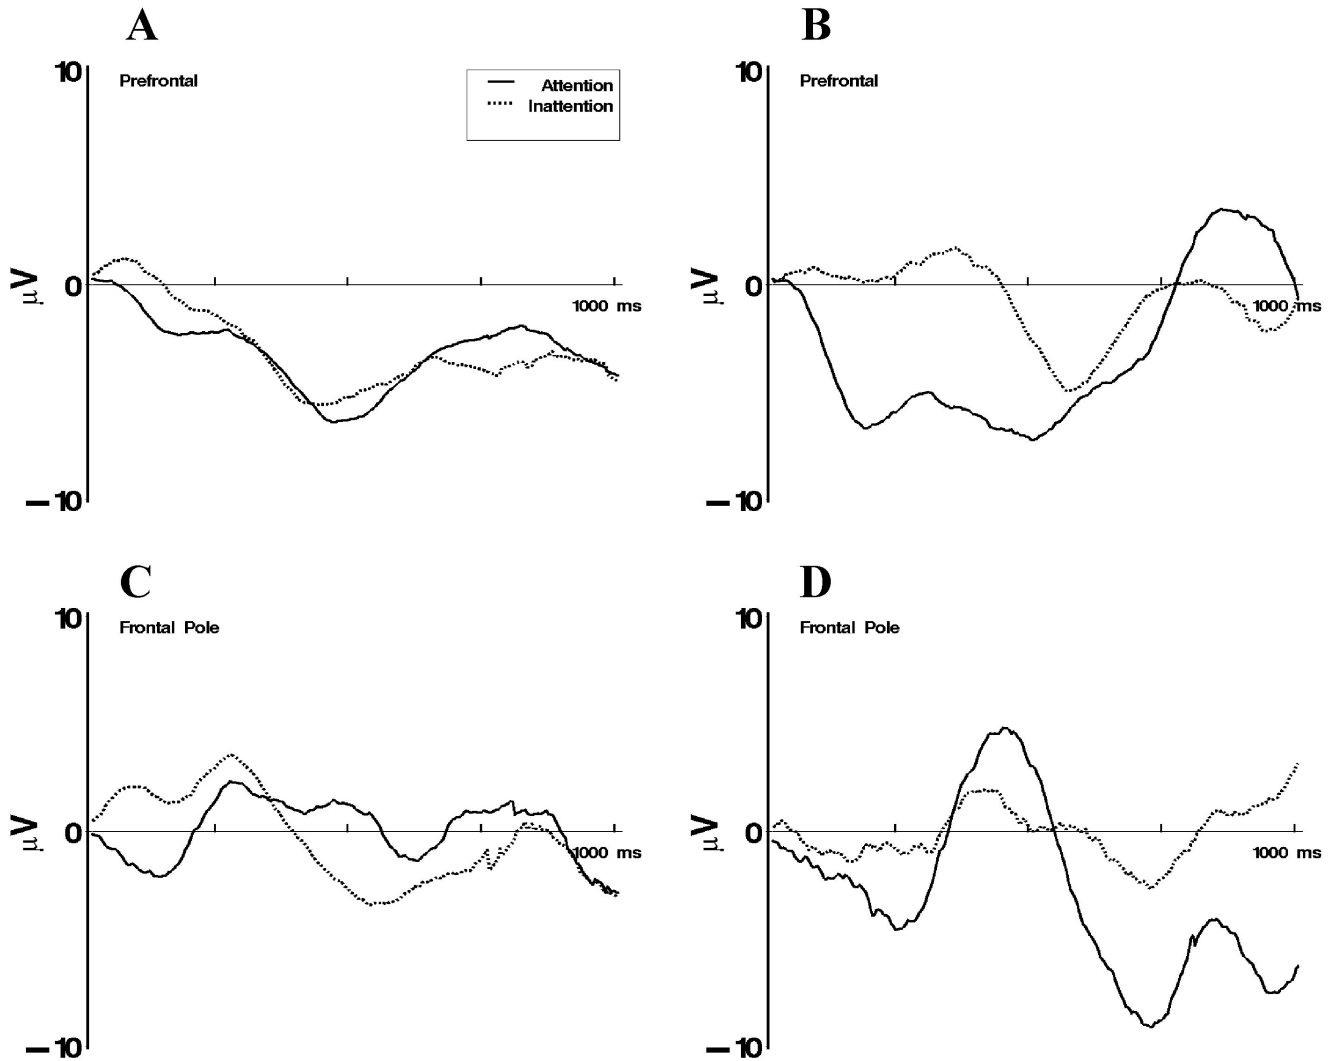 A
10
Prefrontal
Attention
Inattention
μV
0
1000 ms
–10
B
10
Prefrontal
μV
0
1000 ms
–10
C
10
Frontal Pole
μV
0
1000 ms
–10
D
10
Frontal Pole
μV
0
1000 ms
–10